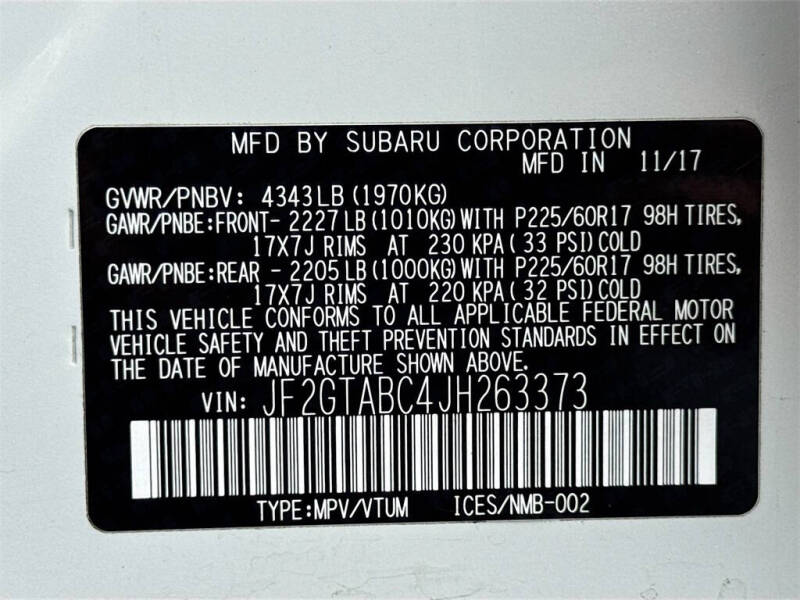 MFD BY SUBARU CORPORATION
MFD IN 11/17
GVWR/PNBV: 4343LB (1970KG)
GAWR/PNBE:FRONT- 2227LB(1010KG)WITH P225/60R17 98H TIRES,
17X7J RIMS AT 230 KPA( 33 PSI)COLD
GAWR/PNBE:REAR - 2205LB(1000KG)WITH P225/60R17 98H TIRES,
17X7J RIMS AT 220 KPA( 32 PSI)COLD
THIS VEHICLE CONFORMS TO ALL APPLICABLE FEDERAL MOTOR
VEHICLE SAFETY AND THEFT PREVENTION STANDARDS IN EFFECT ON
THE DATE OF MANUFACTURE SHOWN ABOVE.
VIN: JF2GTABC4JH263373
TYPE:MPV/VTUM ICES/NMB-002